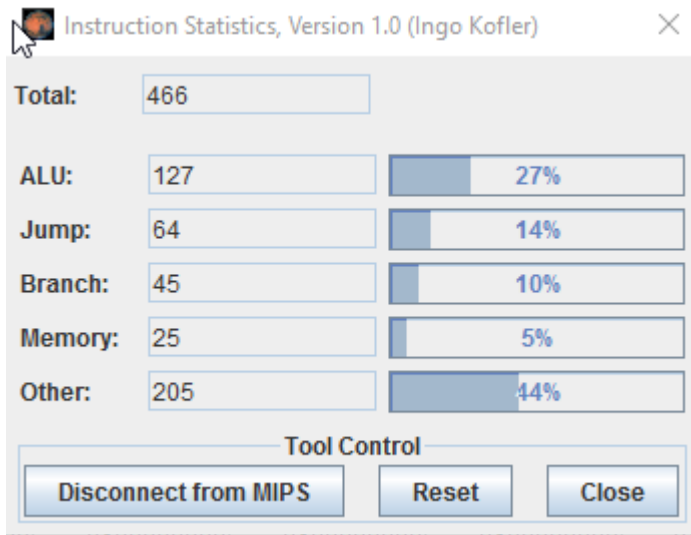 Instruction Statistics, Version 1.0 (Ingo Kofler)
Total: 466
ALU: 127 27%
Jump: 64 14%
Branch: 45 10%
Memory: 25 5%
Other: 205 44%
Tool Control
Disconnect from MIPS Reset Close